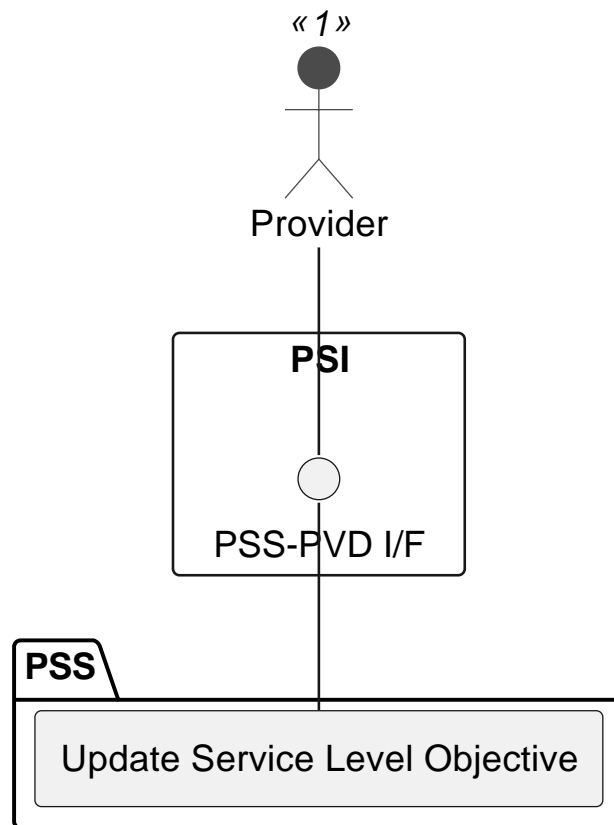 «1»
Provider
PSI
PSS-PVD I/F
PSS
Update Service Level Objective